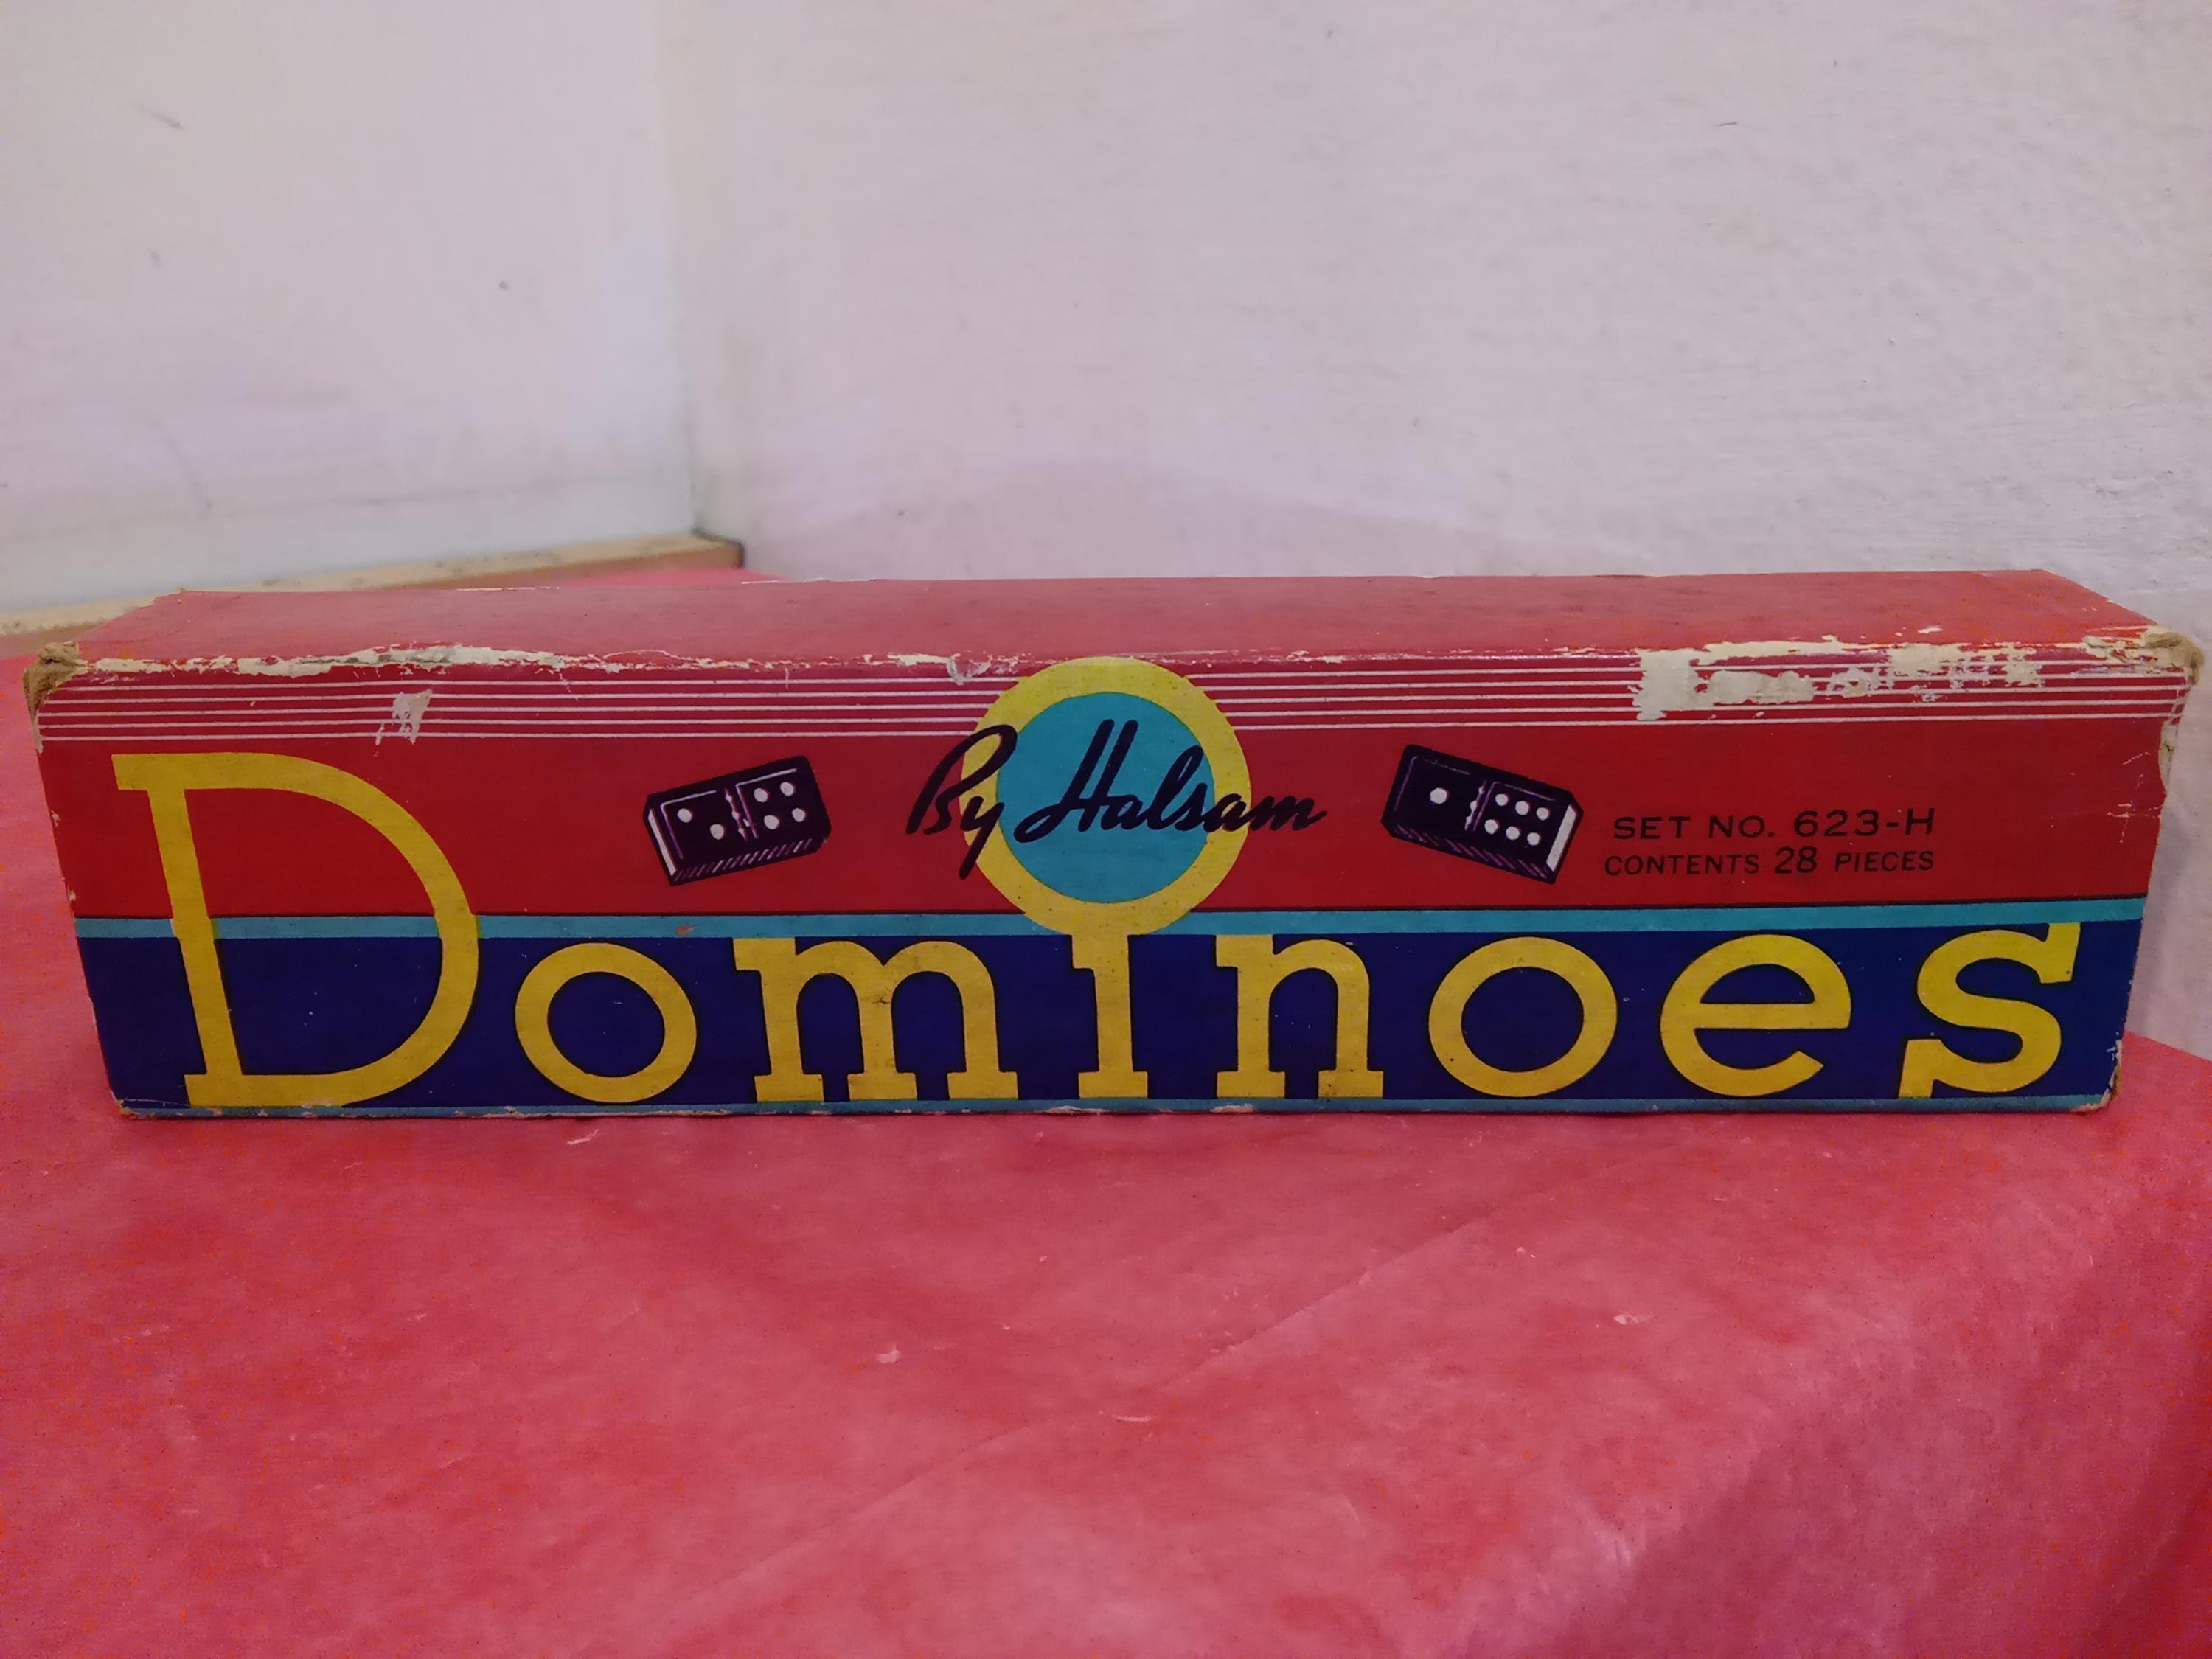 By Halsam
SET NO. 623-H
CONTENTS 28 PIECES
Dominoes